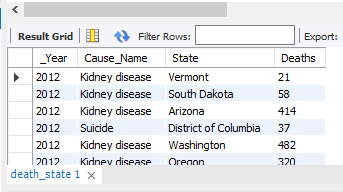 Result Grid Filter Rows: Export:
_Year Cause_Name State Deaths
2012 Kidney disease Vermont 21
2012 Kidney disease South Dakota 58
2012 Kidney disease Arizona 414
2012 Suicide District of Columbia 37
2012 Kidney disease Washington 482
2012 Kidney disease Oregon 320
death_state 1